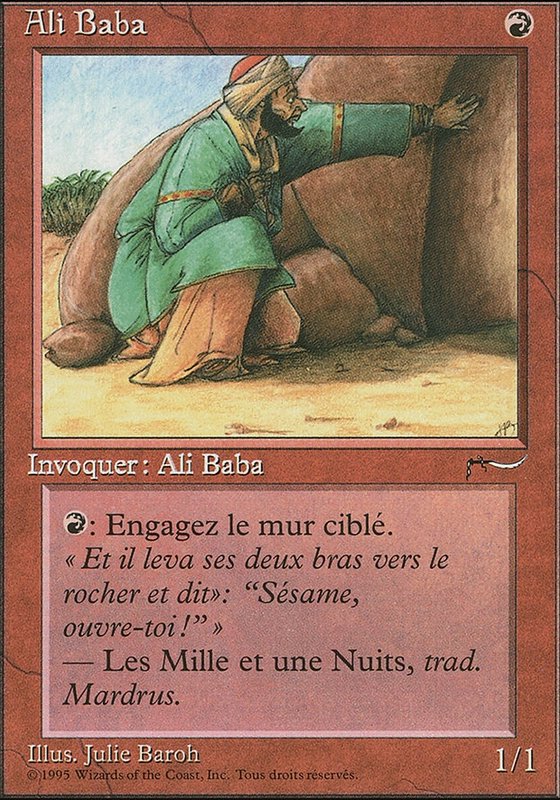 Ali Baba
Invoquer: Ali Baba
: Engagez le mur ciblé.
« Et il leva ses deux bras vers le
rocher et dit»: “Sésame,
ouvre-toi!” »
— Les Mille et une Nuits, trad.
Mardrus.
Illus. Julie Baroh
1/1
©1995 Wizards of the Coast, Inc. Tous droits réservés.